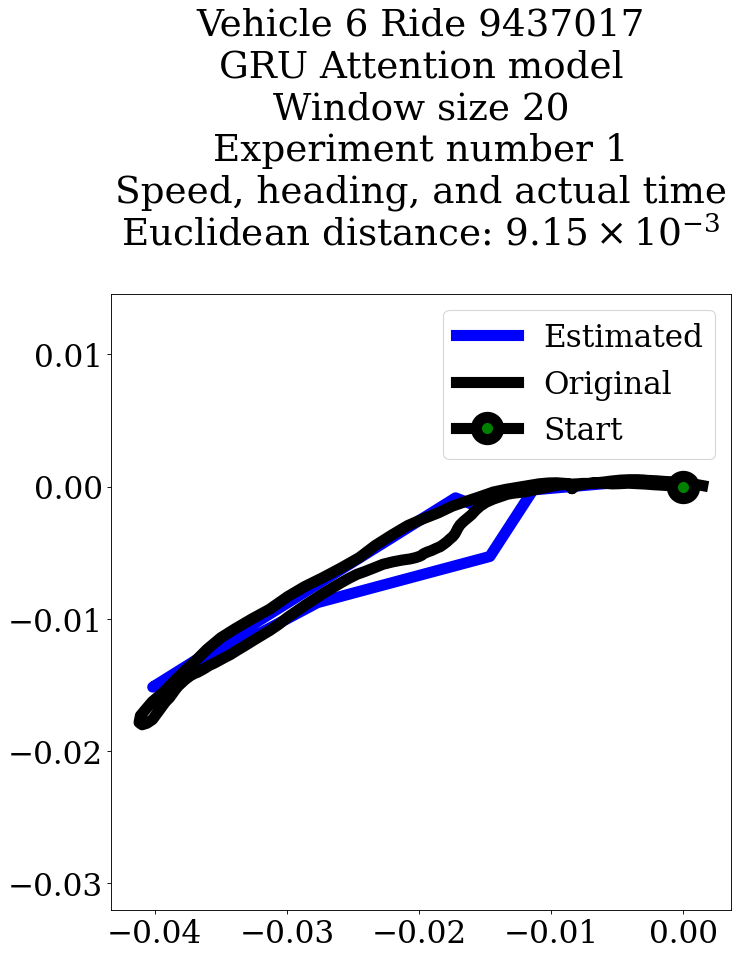 Vehicle 6 Ride 9437017
GRU Attention model
Window size 20
Experiment number 1
Speed, heading, and actual time
Euclidean distance: 9.15 × 10⁻³
Estimated
Original
Start
0.01
0.00
−0.01
−0.02
−0.03
−0.04 −0.03 −0.02 −0.01 0.00